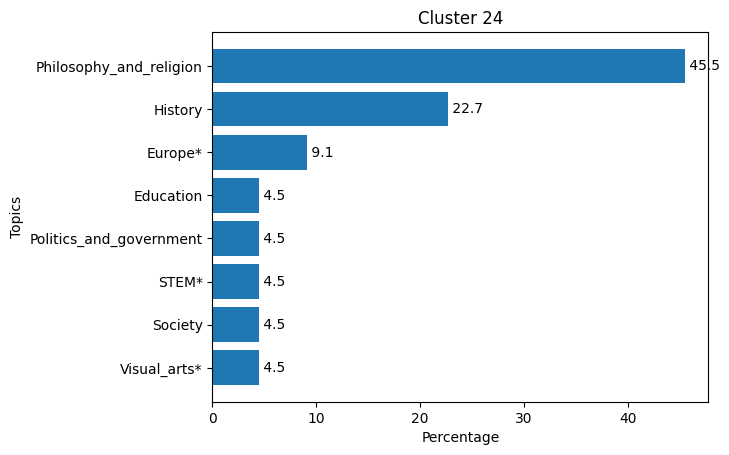 Cluster 24
Topics
Philosophy_and_religion 45.5
History 22.7
Europe* 9.1
Education 4.5
Politics_and_government 4.5
STEM* 4.5
Society 4.5
Visual_arts* 4.5
0 10 20 30 40
Percentage